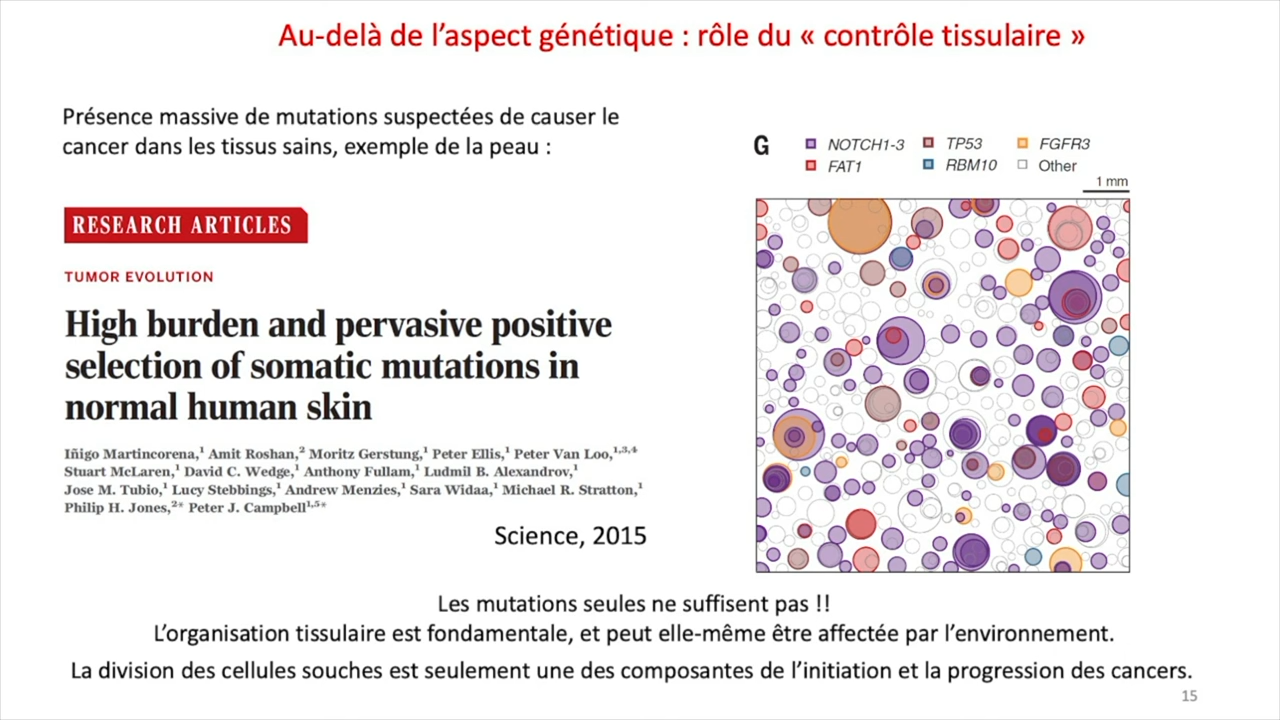 Au-delà de l’aspect génétique : rôle du « contrôle tissulaire »
Présence massive de mutations suspectées de causer le
cancer dans les tissus sains, exemple de la peau :
RESEARCH ARTICLES
TUMOR EVOLUTION
High burden and pervasive positive
selection of somatic mutations in
normal human skin
Iñigo Martincorena,¹ Amit Roshan,² Moritz Gerstung,¹ Peter Ellis,¹ Peter Van Loo,¹,³,⁴
Stuart McLaren,¹ David C. Wedge,¹ Anthony Fullam,¹ Ludmil B. Alexandrov,¹
Jose M. Tubio,¹ Lucy Stebbings,¹ Andrew Menzies,¹ Sara Widaa,¹ Michael R. Stratton,¹
Philip H. Jones,²* Peter J. Campbell¹,⁵*
Science, 2015
G
NOTCH1-3 TP53 FGFR3
FAT1 RBM10 Other
1 mm
Les mutations seules ne suffisent pas !!
L’organisation tissulaire est fondamentale, et peut elle-même être affectée par l’environnement.
La division des cellules souches est seulement une des composantes de l’initiation et la progression des cancers.
15